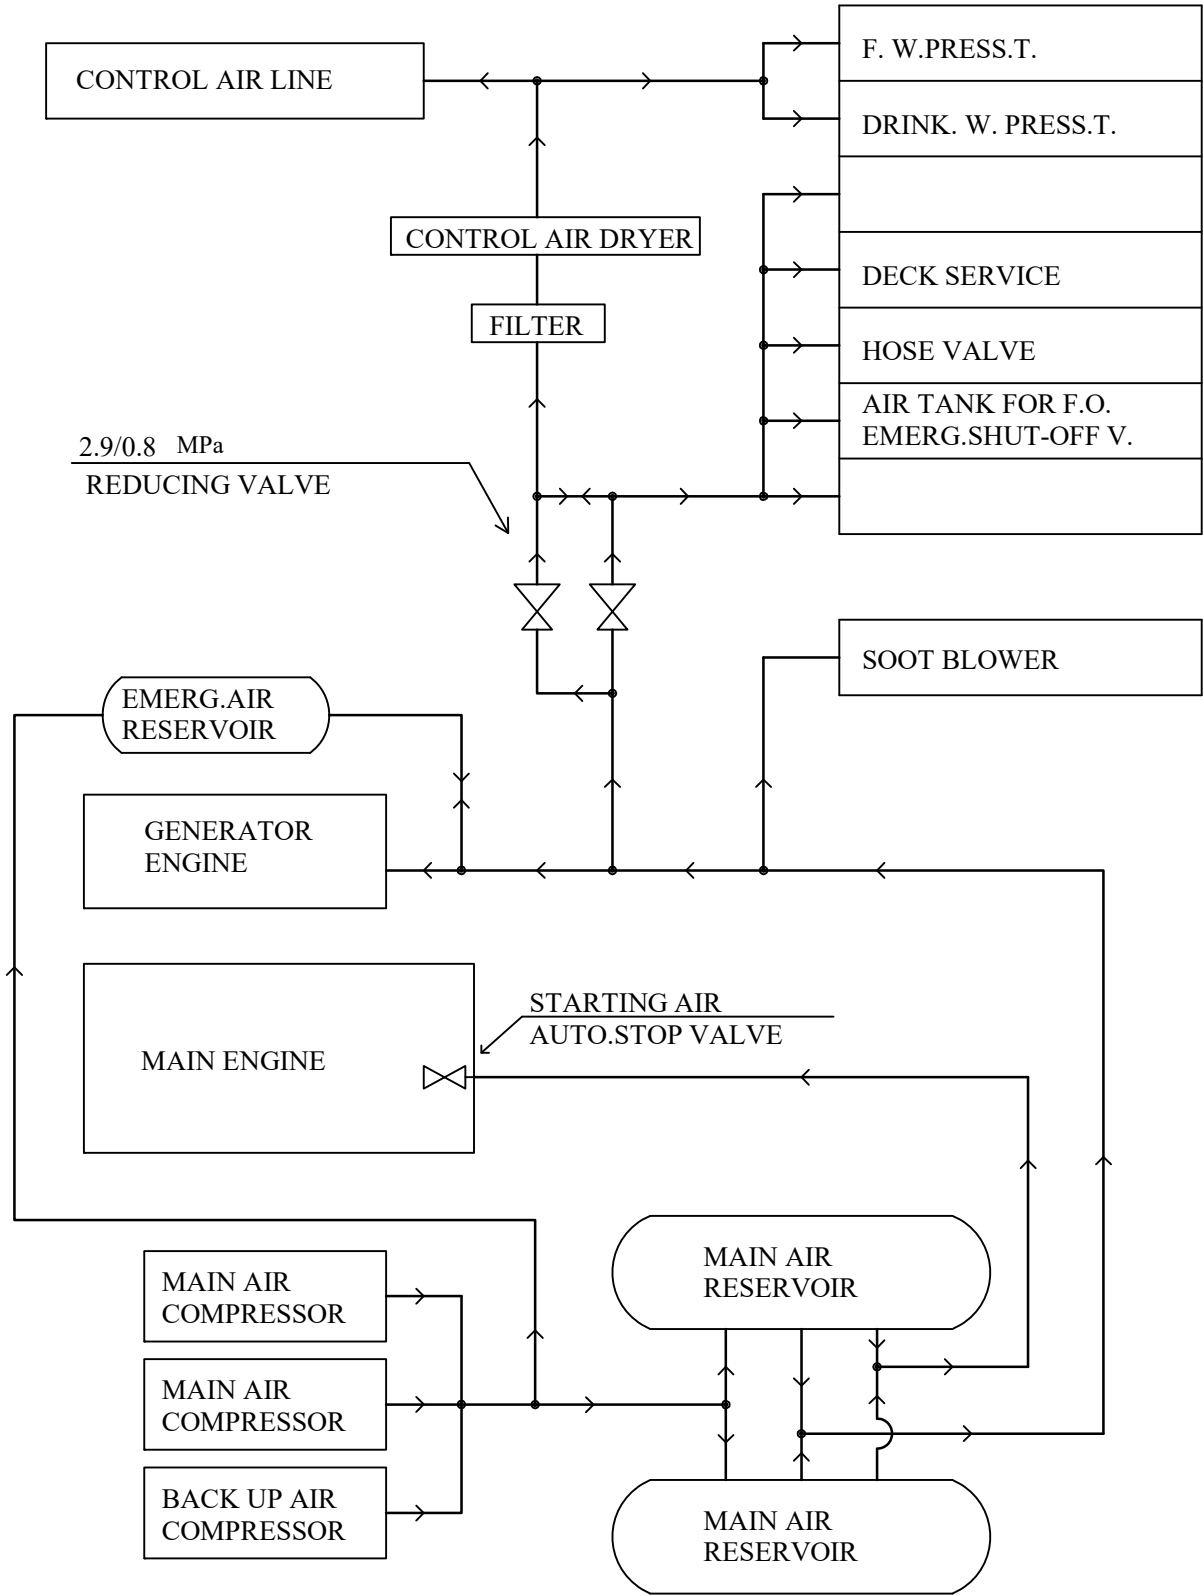 F. W.PRESS.T.
CONTROL AIR LINE
DRINK. W. PRESS.T.
CONTROL AIR DRYER
DECK SERVICE
FILTER
HOSE VALVE
AIR TANK FOR F.O.
EMERG.SHUT-OFF V.
2.9/0.8 MPa
REDUCING VALVE
SOOT BLOWER
EMERG.AIR
RESERVOIR
GENERATOR
ENGINE
STARTING AIR
AUTO.STOP VALVE
MAIN ENGINE
MAIN AIR
RESERVOIR
MAIN AIR
COMPRESSOR
MAIN AIR
COMPRESSOR
BACK UP AIR
COMPRESSOR
MAIN AIR
RESERVOIR